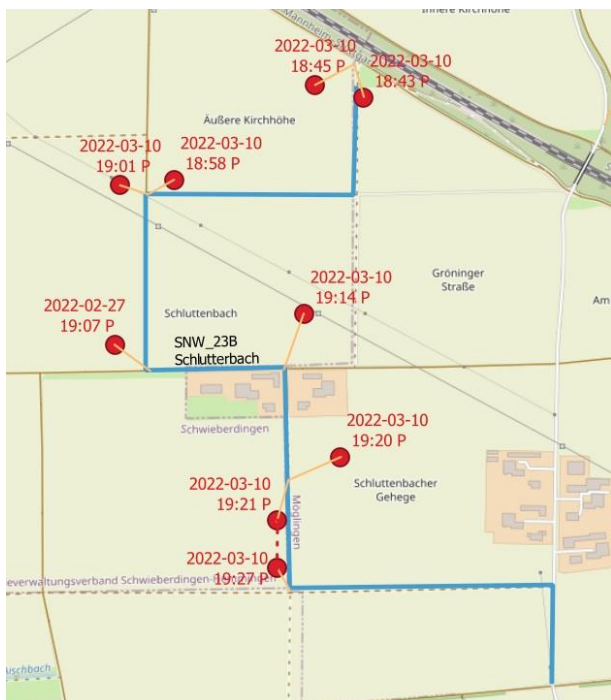 Innere Kirchhöhe
Mannheim-Stuttgart
2022-03-10
18:45 P
2022-03-10
18:43 P
Äußere Kirchhöhe
2022-03-10
19:01 P
2022-03-10
18:58 P
2022-03-10
19:14 P
Gröninger
Straße
Am
2022-02-27
19:07 P
Schluttenbach
SNW_23B
Schlutterbach
Schwieberdingen
2022-03-10
19:20 P
Schluttenbacher
Gehege
2022-03-10
19:21 P
Möglingen
2022-03-10
19:27 P
everwaltungsverband Schwieberdingen-